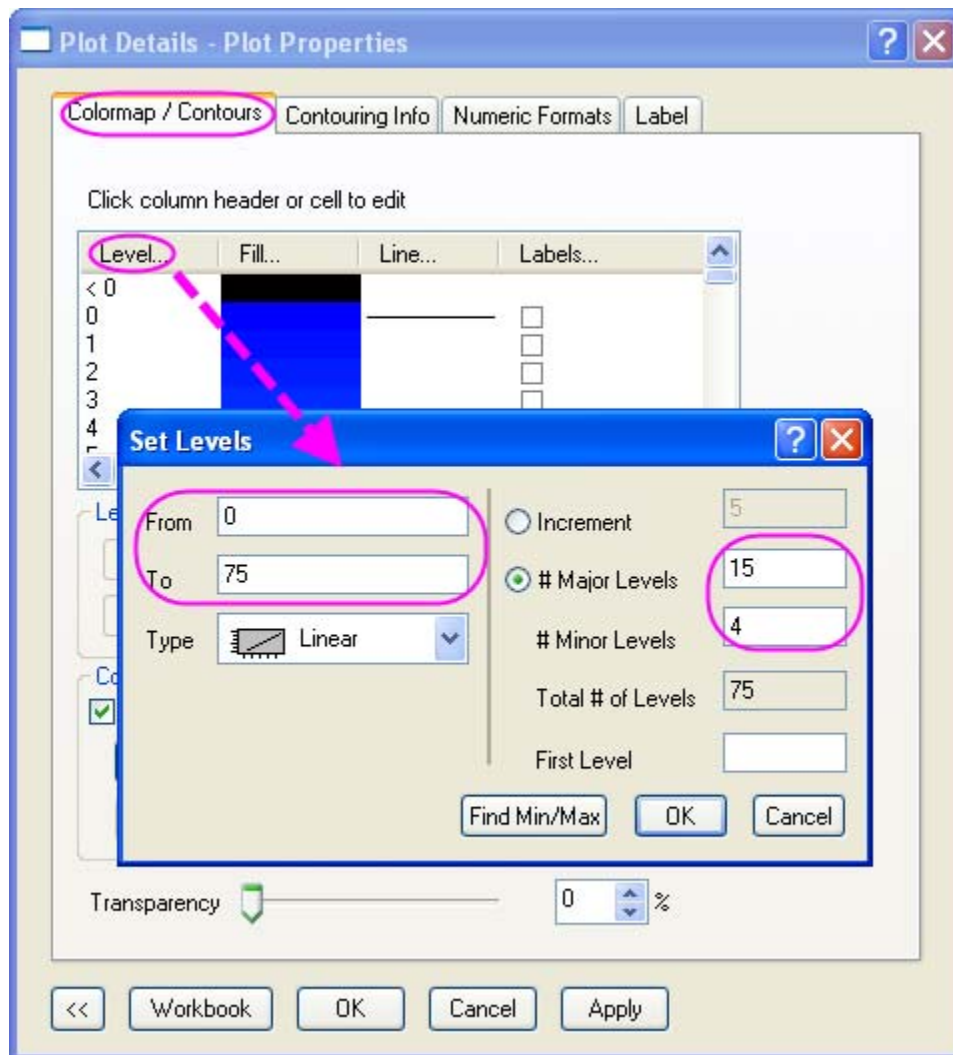 Plot Details - Plot Properties
Colormap / Contours
Contouring Info
Numeric Formats
Label
Click column header or cell to edit
Level...
Fill...
Line...
Labels...
< 0
0
1
2
3
4
Set Levels
From
0
To
75
Type
Linear
Increment
5
# Major Levels
15
# Minor Levels
4
Total # of Levels
75
First Level
Find Min/Max
OK
Cancel
Transparency
0
%
<<
Workbook
OK
Cancel
Apply